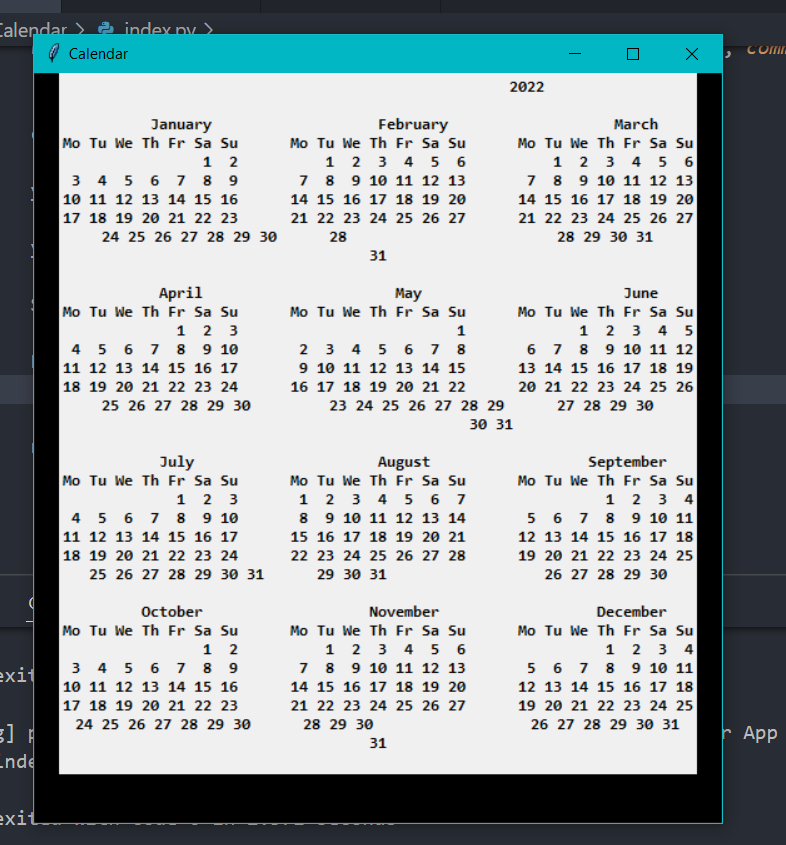 Calendar > index.py >
Calendar
2022
January February March
Mo Tu We Th Fr Sa Su Mo Tu We Th Fr Sa Su Mo Tu We Th Fr Sa Su
1 2 1 2 3 4 5 6 1 2 3 4 5 6
3 4 5 6 7 8 9 7 8 9 10 11 12 13 7 8 9 10 11 12 13
10 11 12 13 14 15 16 14 15 16 17 18 19 20 14 15 16 17 18 19 20
17 18 19 20 21 22 23 21 22 23 24 25 26 27 21 22 23 24 25 26 27
24 25 26 27 28 29 30 28 28 29 30 31
31
April May June
Mo Tu We Th Fr Sa Su Mo Tu We Th Fr Sa Su Mo Tu We Th Fr Sa Su
1 2 3 1 1 2 3 4 5
4 5 6 7 8 9 10 2 3 4 5 6 7 8 6 7 8 9 10 11 12
11 12 13 14 15 16 17 9 10 11 12 13 14 15 13 14 15 16 17 18 19
18 19 20 21 22 23 24 16 17 18 19 20 21 22 20 21 22 23 24 25 26
25 26 27 28 29 30 23 24 25 26 27 28 29 27 28 29 30
30 31
July August September
Mo Tu We Th Fr Sa Su Mo Tu We Th Fr Sa Su Mo Tu We Th Fr Sa Su
1 2 3 1 2 3 4 5 6 7 1 2 3 4
4 5 6 7 8 9 10 8 9 10 11 12 13 14 5 6 7 8 9 10 11
11 12 13 14 15 16 17 15 16 17 18 19 20 21 12 13 14 15 16 17 18
18 19 20 21 22 23 24 22 23 24 25 26 27 28 19 20 21 22 23 24 25
25 26 27 28 29 30 31 29 30 31 26 27 28 29 30
October November December
Mo Tu We Th Fr Sa Su Mo Tu We Th Fr Sa Su Mo Tu We Th Fr Sa Su
1 2 1 2 3 4 5 6 1 2 3 4
3 4 5 6 7 8 9 7 8 9 10 11 12 13 5 6 7 8 9 10 11
10 11 12 13 14 15 16 14 15 16 17 18 19 20 12 13 14 15 16 17 18
17 18 19 20 21 22 23 21 22 23 24 25 26 27 19 20 21 22 23 24 25
24 25 26 27 28 29 30 28 29 30 26 27 28 29 30 31
31
App